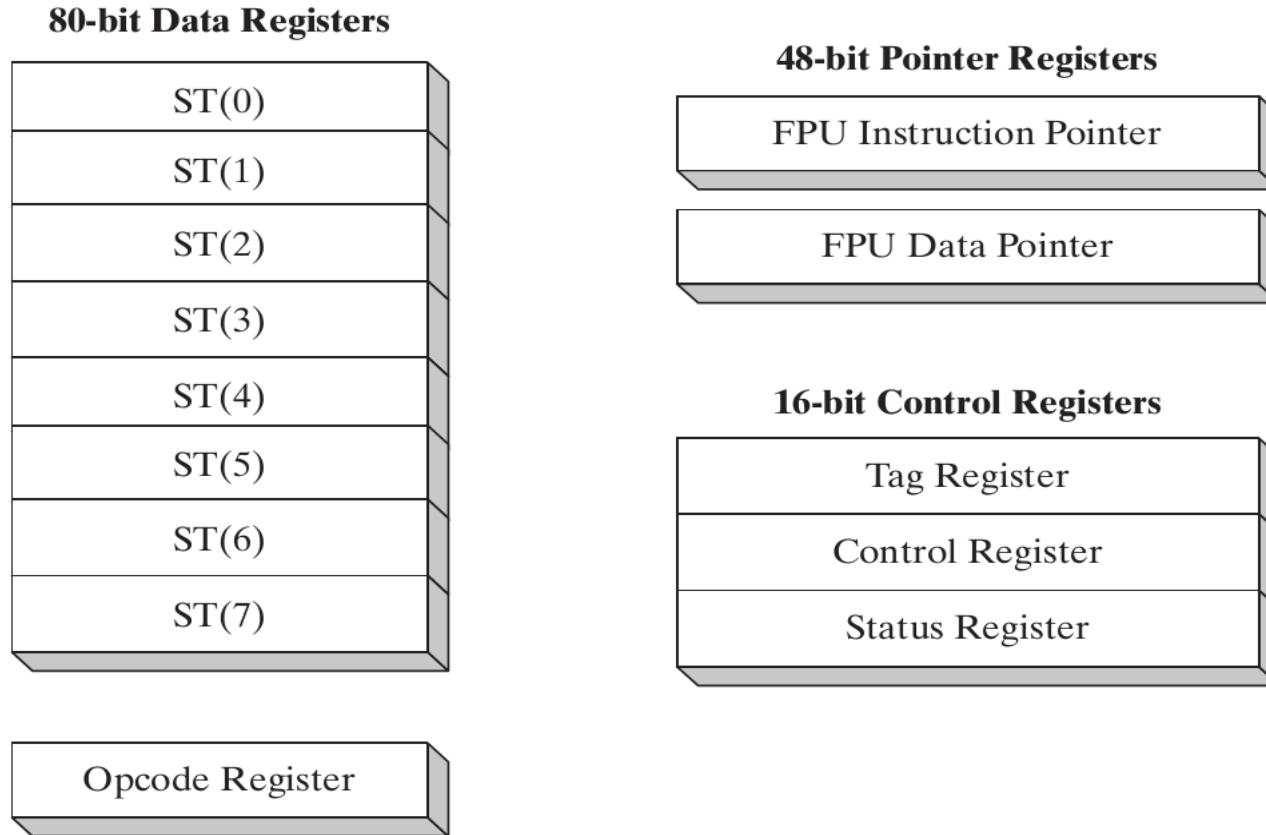 80-bit Data Registers
ST(0)
ST(1)
ST(2)
ST(3)
ST(4)
ST(5)
ST(6)
ST(7)
Opcode Register
48-bit Pointer Registers
FPU Instruction Pointer
FPU Data Pointer
16-bit Control Registers
Tag Register
Control Register
Status Register